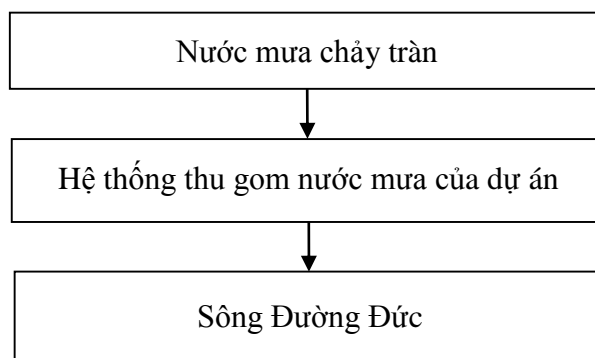 Nước mưa chảy tràn
Hệ thống thu gom nước mưa của dự án
Sông Đường Đức